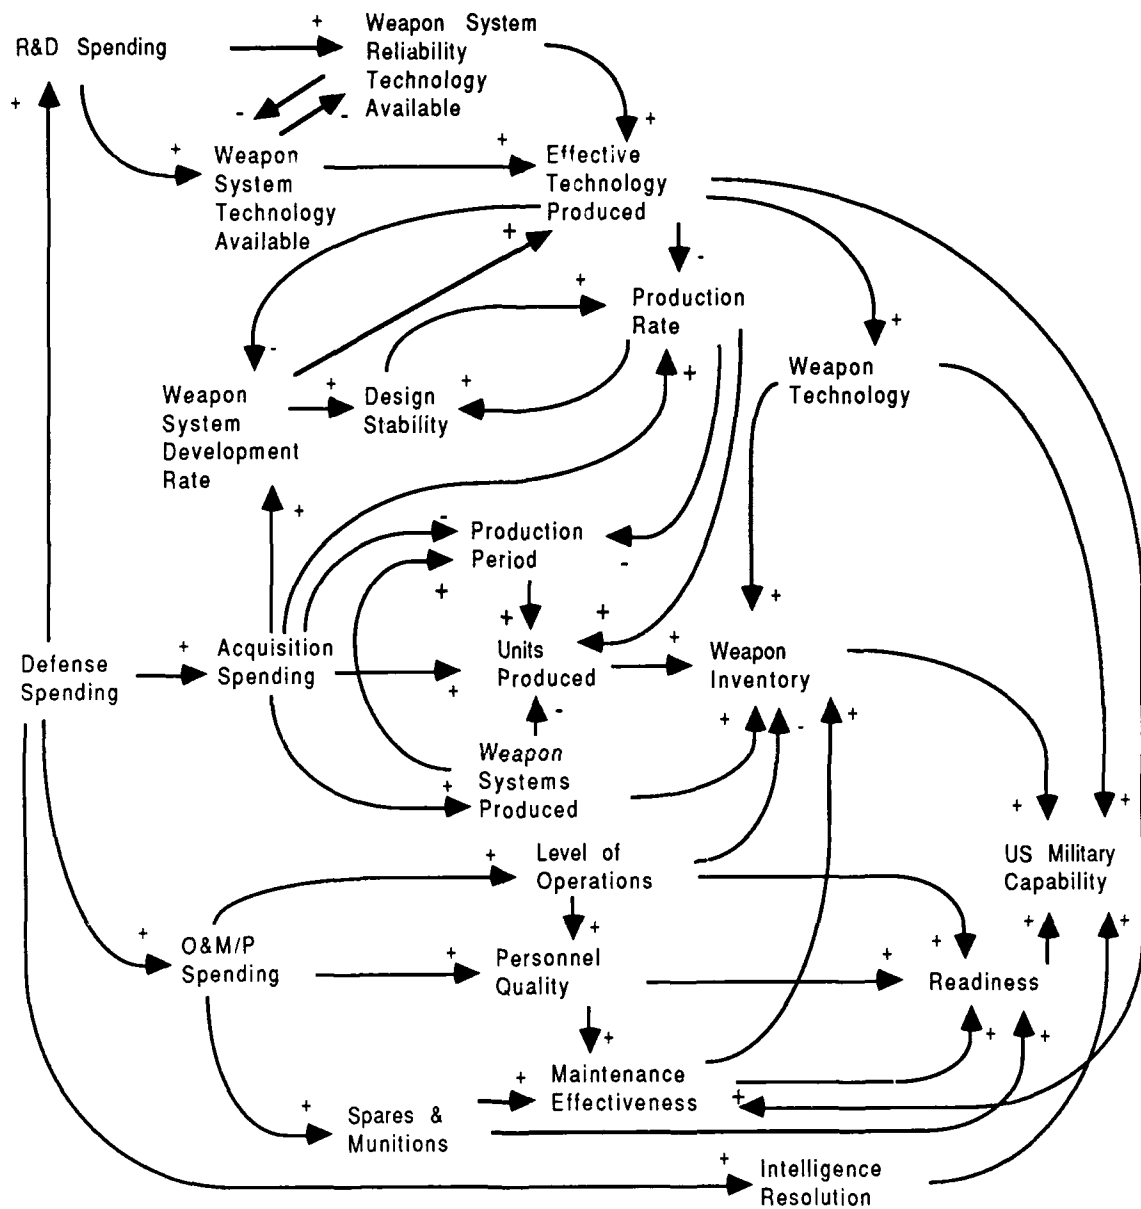 R&D Spending
+
Weapon System
Reliability
Technology
Available
+
-
-
+
+
+
Weapon
System
Technology
Available
Effective
Technology
Produced
+
-
+
Production
Rate
+
-
Weapon
System
Development
Rate
+
Design
Stability
+
+
Weapon
Technology
+
-
Production
Period
-
+
+
+
Units
Produced
+
Defense
Spending
+
Acquisition
Spending
+
+
Weapon
Inventory
+
-
Weapon
Systems
Produced
+
+
-
+
Level of
Operations
+
+
+
US Military
Capability
+
O&M/P
Spending
+
+
Personnel
Quality
+
+
Readiness
+
+
+
Maintenance
Effectiveness
+
+
+
+
+
Spares &
Munitions
+
Intelligence
Resolution